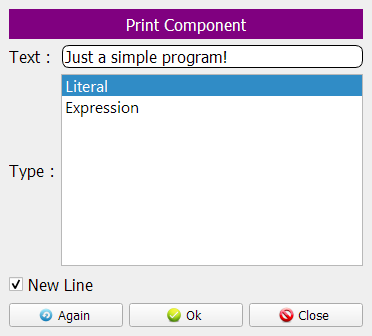 Print Component
Text : Just a simple program!
Type :
Literal
Expression
New Line
Again Ok Close